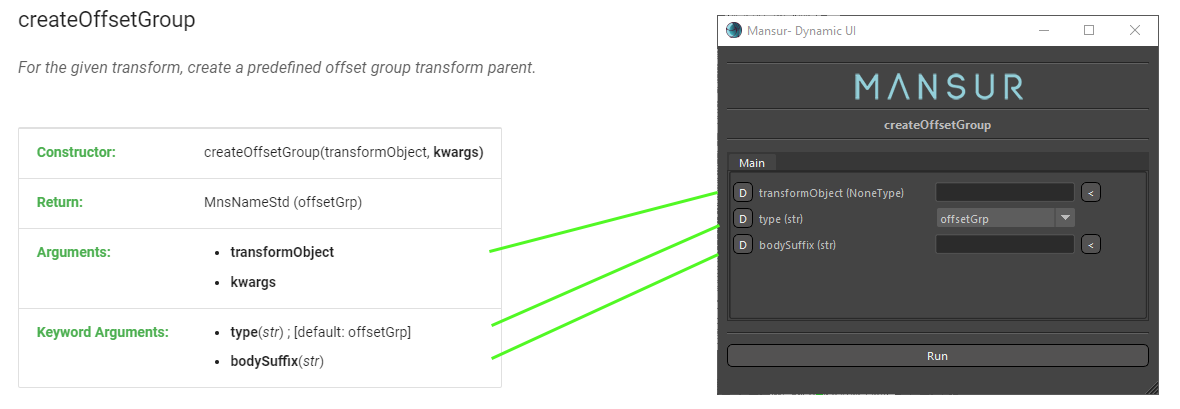 createOffsetGroup
For the given transform, create a predefined offset group transform parent.
Constructor: createOffsetGroup(transformObject, kwargs)
Return: MnsNameStd (offsetGrp)
Arguments: • transformObject
• kwargs
Keyword Arguments: • type(str) ; [default: offsetGrp]
• bodySuffix(str)
Mansur- Dynamic UI
MANSUR
createOffsetGroup
Main
D transformObject (NoneType) <
D type (str) offsetGrp
D bodySuffix (str) <
Run